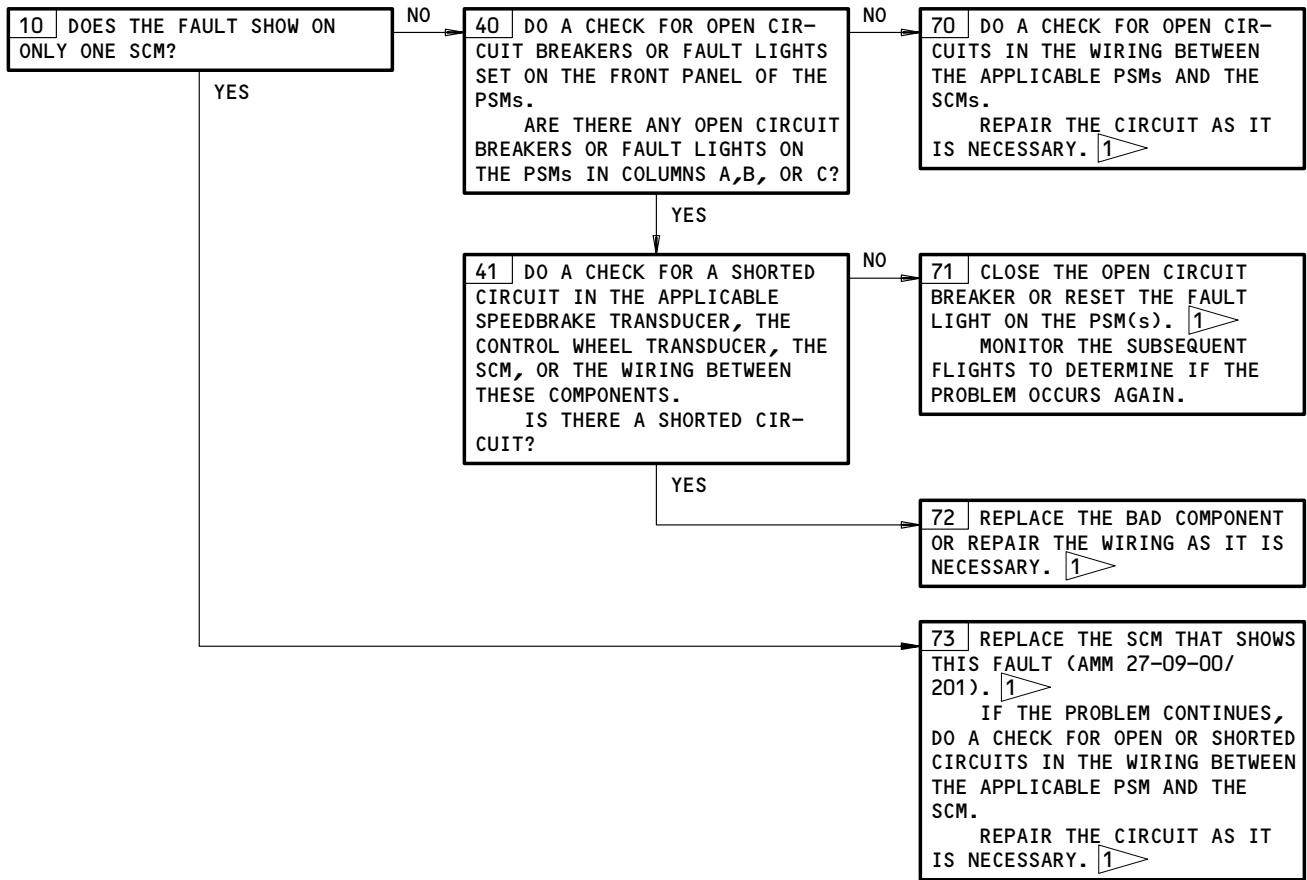 10 DOES THE FAULT SHOW ON
ONLY ONE SCM?
NO
YES
40 DO A CHECK FOR OPEN CIR-
CUIT BREAKERS OR FAULT LIGHTS
SET ON THE FRONT PANEL OF THE
PSMs.
ARE THERE ANY OPEN CIRCUIT
BREAKERS OR FAULT LIGHTS ON
THE PSMs IN COLUMNS A,B, OR C?
NO
YES
70 DO A CHECK FOR OPEN CIR-
CUITS IN THE WIRING BETWEEN
THE APPLICABLE PSMs AND THE
SCMs.
REPAIR THE CIRCUIT AS IT
IS NECESSARY. 1
41 DO A CHECK FOR A SHORTED
CIRCUIT IN THE APPLICABLE
SPEEDBRAKE TRANSDUCER, THE
CONTROL WHEEL TRANSDUCER, THE
SCM, OR THE WIRING BETWEEN
THESE COMPONENTS.
IS THERE A SHORTED CIR-
CUIT?
NO
YES
71 CLOSE THE OPEN CIRCUIT
BREAKER OR RESET THE FAULT
LIGHT ON THE PSM(s). 1
MONITOR THE SUBSEQUENT
FLIGHTS TO DETERMINE IF THE
PROBLEM OCCURS AGAIN.
72 REPLACE THE BAD COMPONENT
OR REPAIR THE WIRING AS IT IS
NECESSARY. 1
73 REPLACE THE SCM THAT SHOWS
THIS FAULT (AMM 27-09-00/
201). 1
IF THE PROBLEM CONTINUES,
DO A CHECK FOR OPEN OR SHORTED
CIRCUITS IN THE WIRING BETWEEN
THE APPLICABLE PSM AND THE
SCM.
REPAIR THE CIRCUIT AS IT
IS NECESSARY. 1